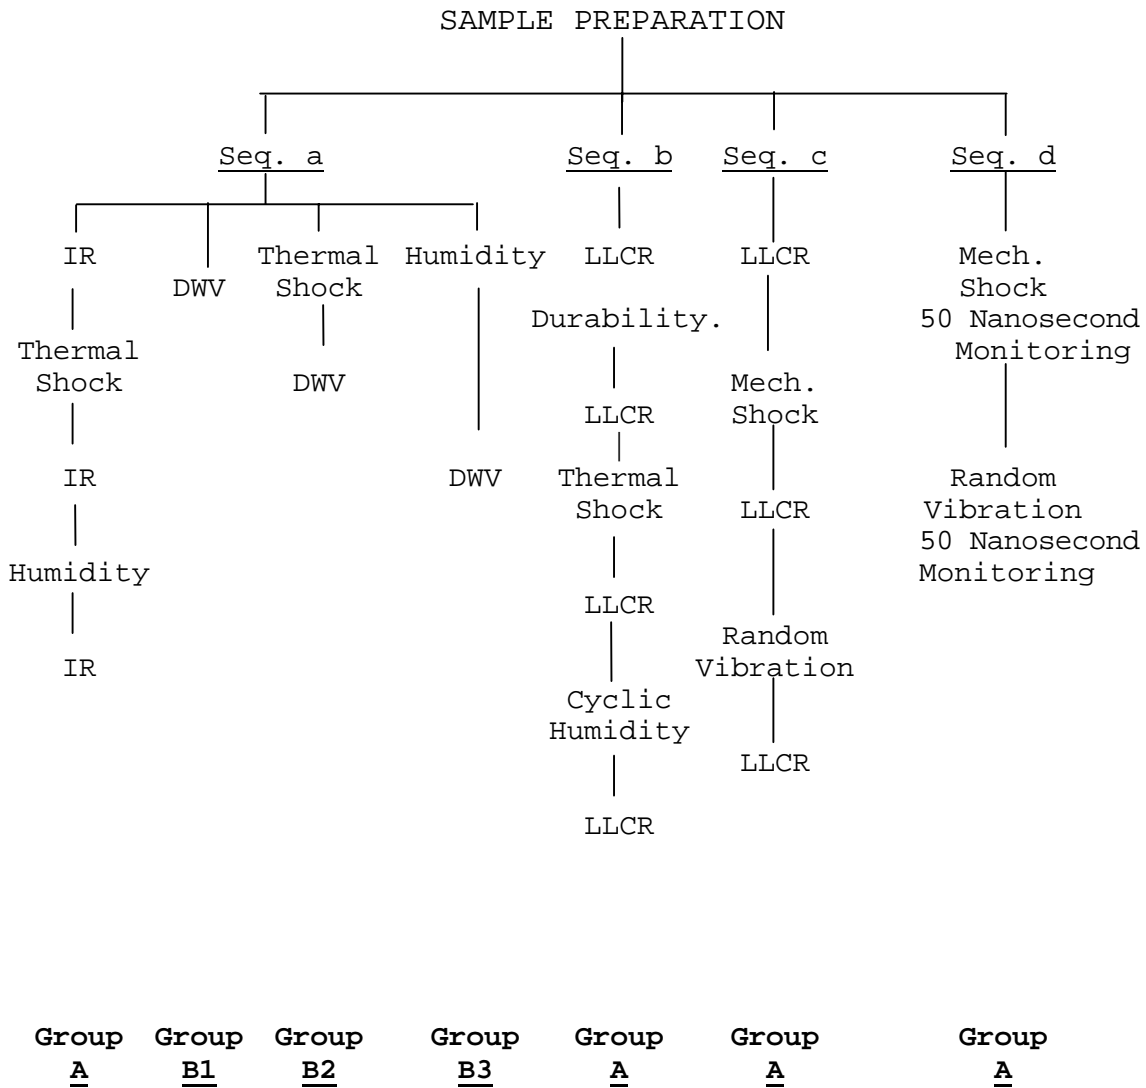 SAMPLE PREPARATION
Seq. a
Seq. b
Seq. c
Seq. d
IR
Thermal
Shock
IR
Humidity
IR
DWV
Thermal
Shock
DWV
Humidity
DWV
LLCR
Durability.
LLCR
Thermal
Shock
LLCR
Cyclic
Humidity
LLCR
LLCR
Mech.
Shock
LLCR
Random
Vibration
LLCR
Mech.
Shock
50 Nanosecond
Monitoring
Random
Vibration
50 Nanosecond
Monitoring
Group
A
Group
B1
Group
B2
Group
B3
Group
A
Group
A
Group
A